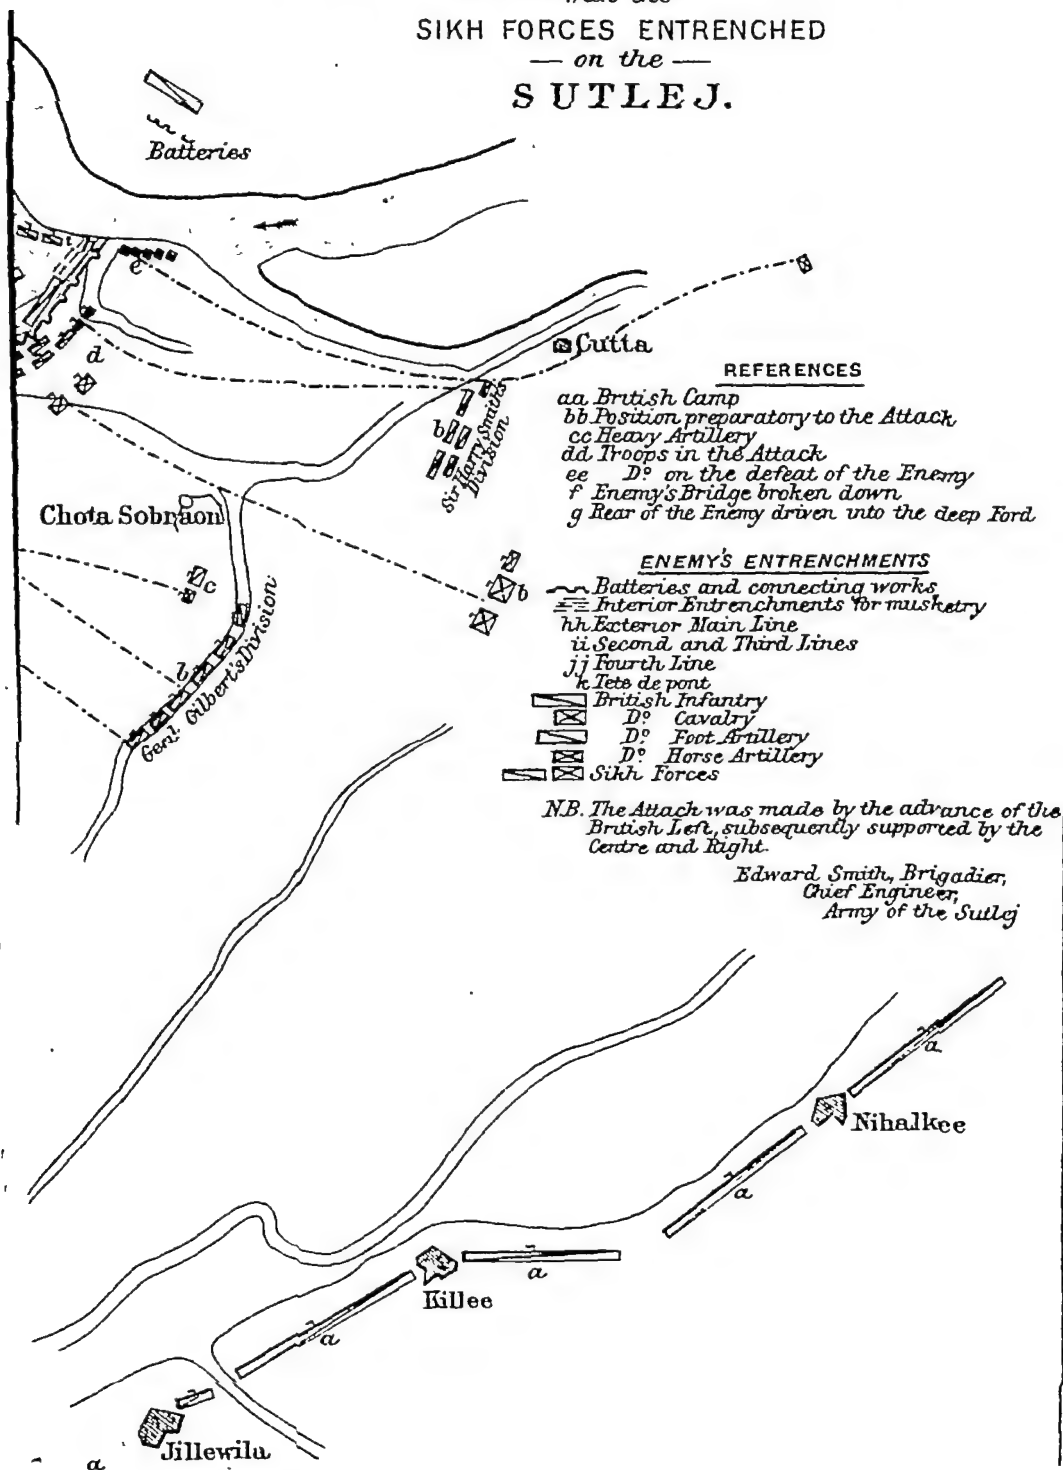 SIKH FORCES ENTRENCHED
— on the —
SUTLEJ.
Batteries
e
d
Cutta
b
Sir Harry Smith's
Division
Chota Sobraon
c
b
b
Genl. Gilbert's Division
REFERENCES
aa British Camp
bb Position preparatory to the Attack
cc Heavy Artillery
dd Troops in the Attack
ee Dº on the defeat of the Enemy
f Enemy's Bridge broken down
g Rear of the Enemy driven into the deep Ford
ENEMY'S ENTRENCHMENTS
Batteries and connecting works
Interior Entrenchments for musketry
hh Exterior Main Line
ii Second and Third Lines
jj Fourth Line
k Tete de pont
British Infantry
Dº Cavalry
Dº Foot Artillery
Dº Horse Artillery
Sikh Forces
N.B. The Attack was made by the advance of the
British Left, subsequently supported by the
Centre and Right.
Edward Smith, Brigadier,
Chief Engineer,
Army of the Sutlej
a
Nihalkee
a
a
Killee
a
Jillewila
a